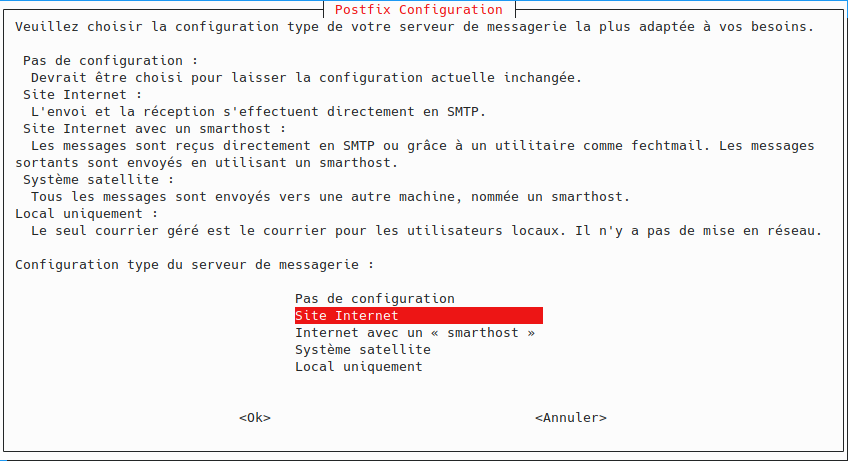 Postfix Configuration
Veuillez choisir la configuration type de votre serveur de messagerie la plus adaptée à vos besoins.
Pas de configuration :
Devrait être choisi pour laisser la configuration actuelle inchangée.
Site Internet :
L'envoi et la réception s'effectuent directement en SMTP.
Site Internet avec un smarthost :
Les messages sont reçus directement en SMTP ou grâce à un utilitaire comme fechtmail. Les messages
sortants sont envoyés en utilisant un smarthost.
Système satellite :
Tous les messages sont envoyés vers une autre machine, nommée un smarthost.
Local uniquement :
Le seul courrier géré est le courrier pour les utilisateurs locaux. Il n'y a pas de mise en réseau.
Configuration type du serveur de messagerie :
Pas de configuration
Site Internet
Internet avec un « smarthost »
Système satellite
Local uniquement
<Ok> <Annuler>